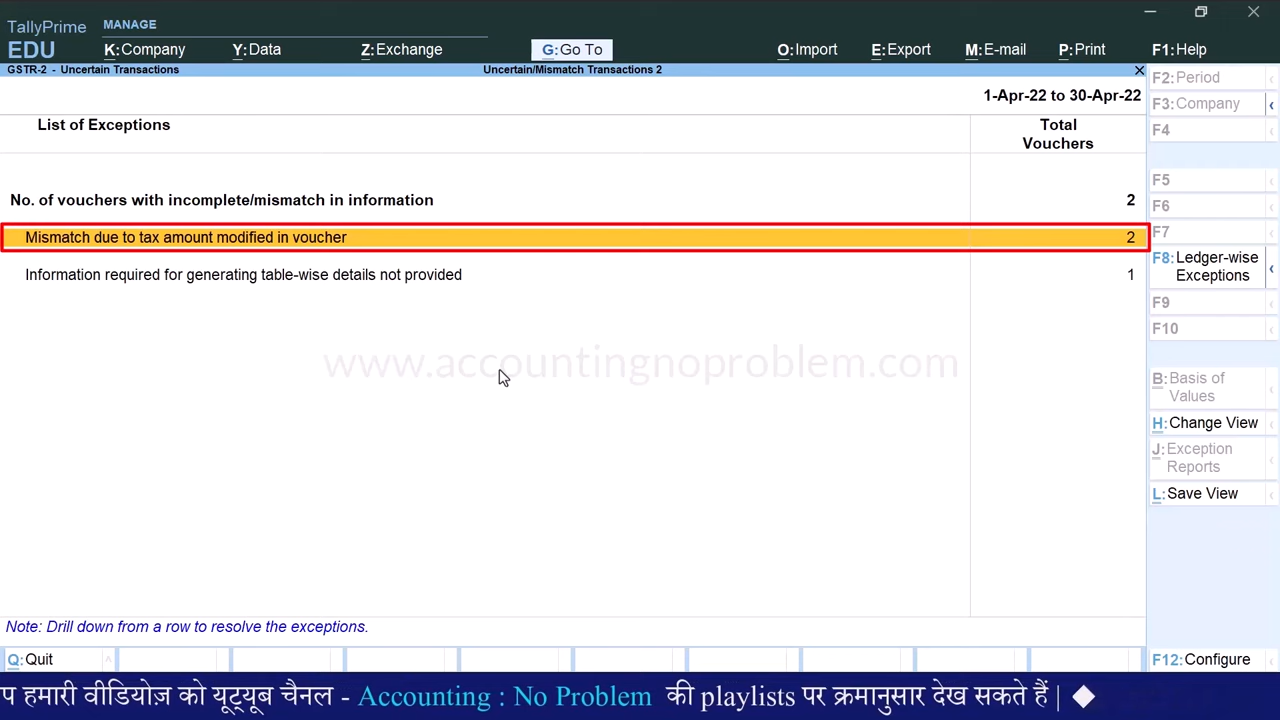 TallyPrime
EDU
MANAGE
K:Company Y:Data Z:Exchange G:Go To O:Import E:Export M:E-mail P:Print F1:Help
GSTR-2 - Uncertain Transactions Uncertain/Mismatch Transactions 2
1-Apr-22 to 30-Apr-22
List of Exceptions Total
Vouchers
No. of vouchers with incomplete/mismatch in information 2
Mismatch due to tax amount modified in voucher 2
Information required for generating table-wise details not provided 1
www.accountingnoproblem.com
Note: Drill down from a row to resolve the exceptions.
Q:Quit
F2:Period
F3:Company
F4
F5
F6
F7
F8:Ledger-wise
Exceptions
F9
F10
B:Basis of
Values
H:Change View
J:Exception
Reports
L:Save View
F12:Configure
प हमारी वीडियोज़ को यूट्यूब चैनल - Accounting : No Problem की playlists पर क्रमानुसार देख सकते हैं |